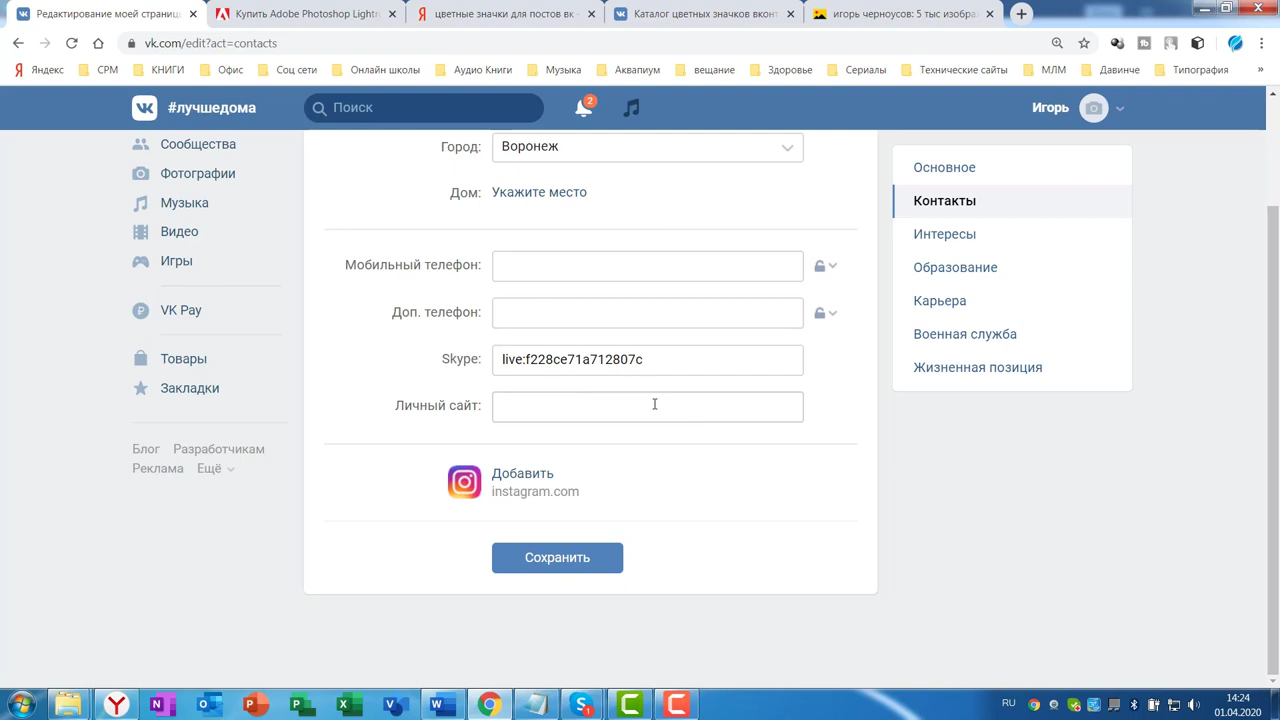 Редактирование моей страниц
Купить Adobe Photoshop Lightr
цветные значки для меню вк –
Каталог цветных значков вконт
игорь черноусов: 5 тыс изобра
vk.com/edit?act=contacts
Яндекс
СРМ
КНИГИ
Офис
Соц сети
Онлайн школы
Аудио Книги
Музыка
Аквапиум
вещание
Здоровье
Сериалы
Технические сайты
МЛМ
Давинче
Типография
»
#лучшедома
Поиск
2
Игорь
Сообщества
Фотографии
Музыка
Видео
Игры
VK Pay
Товары
Закладки
Блог Разработчикам
Реклама Ещё
Город: Воронеж
Дом: Укажите место
Мобильный телефон:
Доп. телефон:
Skype: live:f228ce71a712807c
Личный сайт:
Добавить
instagram.com
Сохранить
Основное
Контакты
Интересы
Образование
Карьера
Военная служба
Жизненная позиция
RU
14:24
01.04.2020